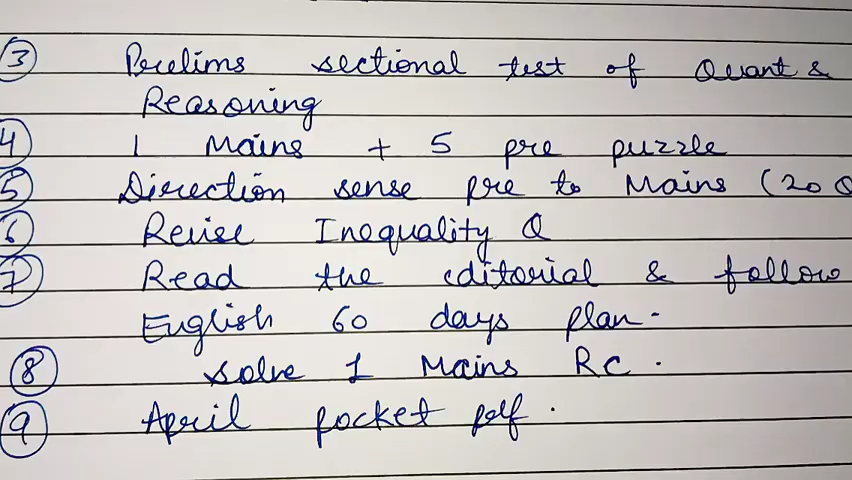 3 Prelims sectional test of Quant &
Reasoning
4 1 Mains + 5 pre puzzle
5 Direction sense pre to Mains (20 Q
6 Revise Inequality Q
7 Read the editorial & follow
English 60 days plan.
8 solve 1 Mains RC.
9 April pocket pdf.